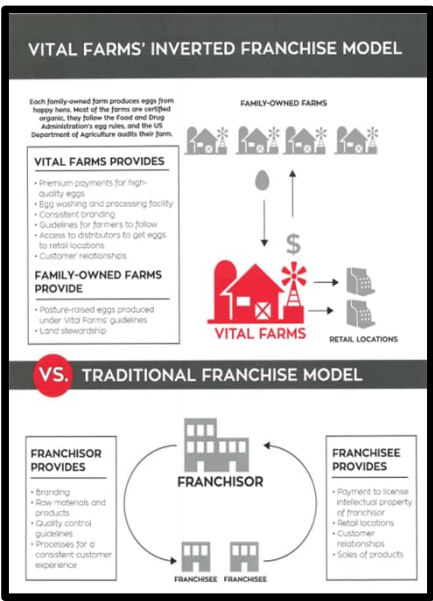 VITAL FARMS' INVERTED FRANCHISE MODEL
Each family-owned farm produces eggs from
happy hens. Most of the farms are certified
organic, they follow the Food and Drug
Administration's egg rules, and the US
Department of Agriculture audits their farm.
FAMILY-OWNED FARMS
VITAL FARMS PROVIDES
• Premium payments for high-
quality eggs
• Egg washing and processing facility
• Consistent branding
• Guidelines for farmers to follow
• Access to distributors to get eggs
to retail locations
• Customer relationships
FAMILY-OWNED FARMS
PROVIDE
• Pasture-raised eggs produced
under Vital Farms' guidelines
• Land stewardship
$
VITAL FARMS
RETAIL LOCATIONS
VS. TRADITIONAL FRANCHISE MODEL
FRANCHISOR
PROVIDES
• Branding
• Raw materials and
products
• Quality control
guidelines
• Processes for a
consistent customer
experience
FRANCHISOR
FRANCHISEE FRANCHISEE
FRANCHISEE
PROVIDES
• Payment to license
intellectual property
of franchisor
• Retail locations
• Customer
relationships
• Sales of products